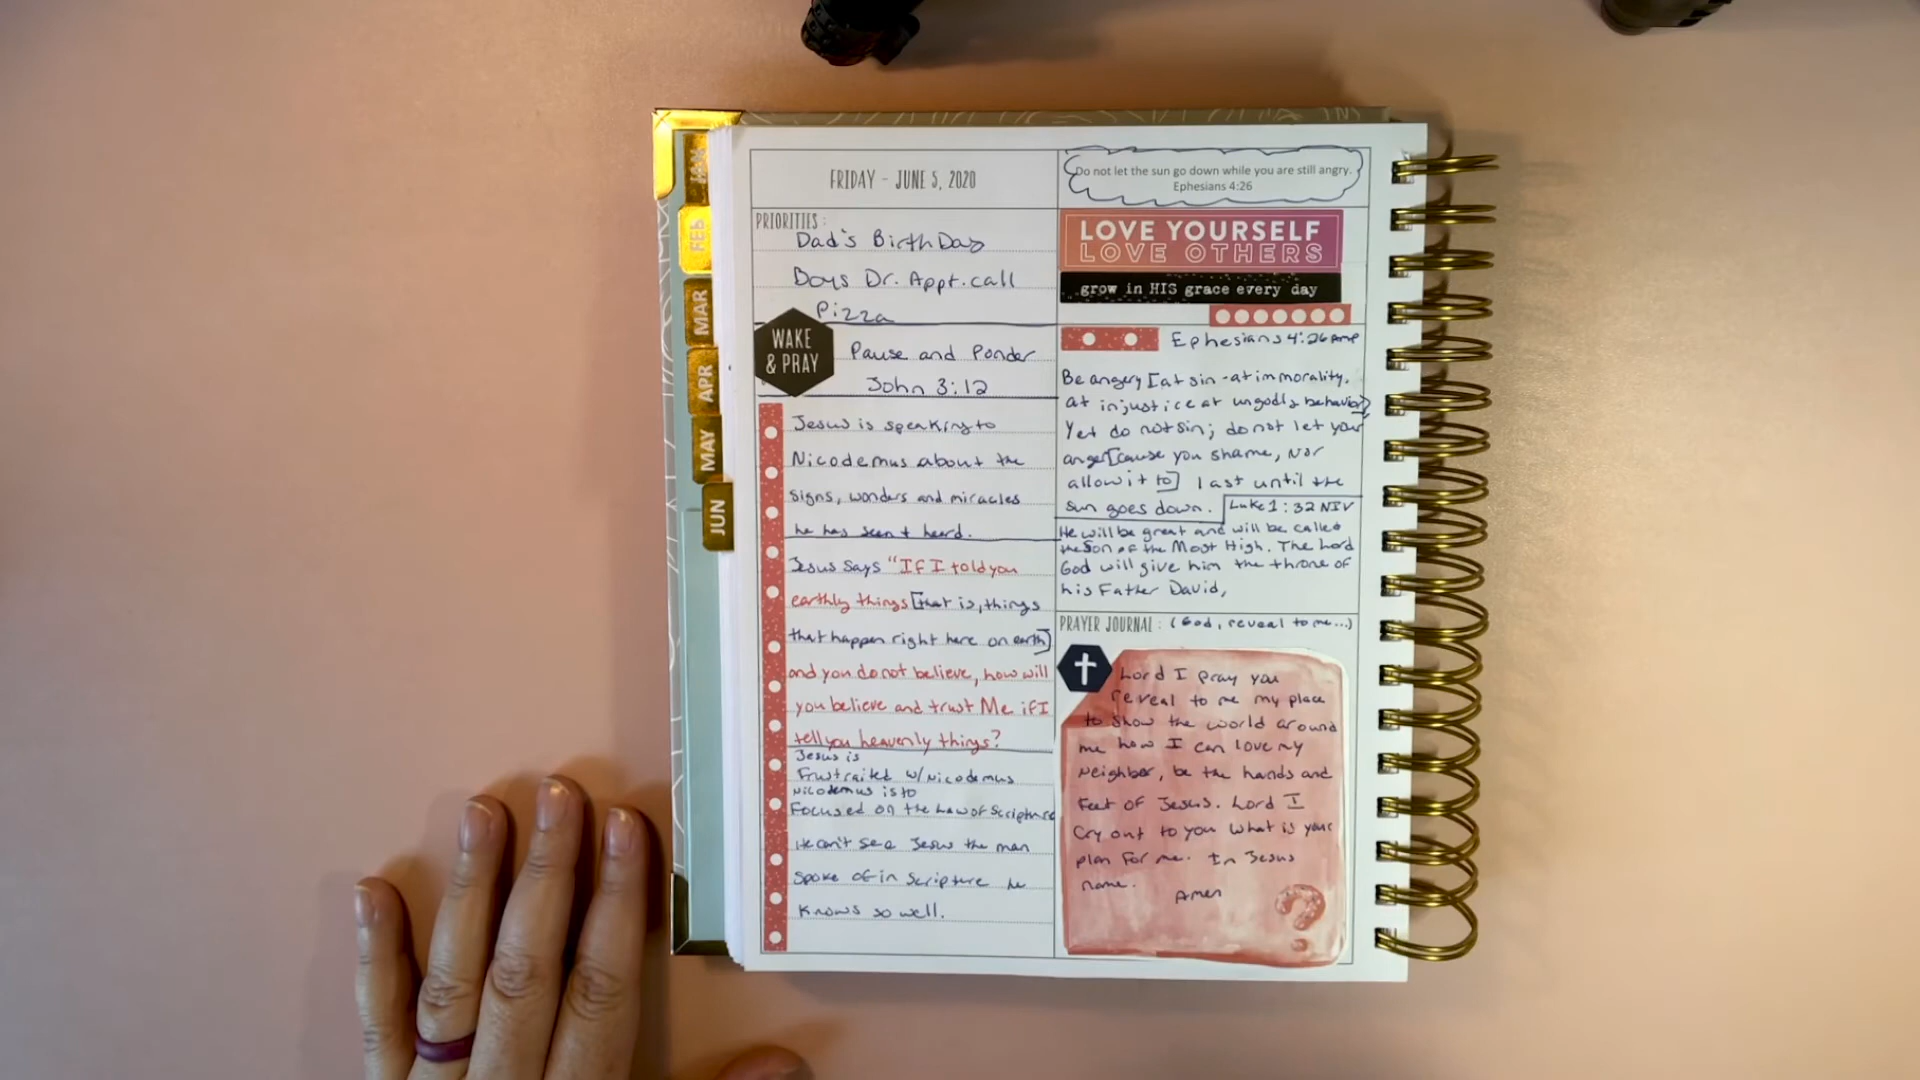 JAN
FEB
MAR
APR
MAY
JUN
FRIDAY - JUNE 5, 2020
PRIORITIES:
Dad's BirthDay
Boys Dr. Appt. call
Pizza
WAKE
& PRAY
Pause and Ponder
John 3:12
Jesus is speaking to
Nicodemus about the
signs, wonders and miracles
he has seen + heard.
Jesus says "If I told you
earthly things [that is, things
that happen right here on earth]
and you do not believe, how will
you believe and trust Me if I
tell you heavenly things?
Jesus is
Frustraited w/Nicodemus
Nicodemus is to
Focused on the Law of Scripture
He can't see Jesus the man
spoke of in Scripture he
knows so well.
Do not let the sun go down while you are still angry.
Ephesians 4:26
LOVE YOURSELF
LOVE OTHERS
grow in HIS grace every day
Ephesians 4:26 AMP
Be angery [at sin - at immorality,
at injustice at ungodly behavior]
Yet do not sin; do not let your
anger [cause you shame, Nor
allow it to] last until the
sun goes down.
Luke 1:32 NIV
He will be great and will be called
the Son of the Most High. The Lord
God will give him the throne of
his Father David,
PRAYER JOURNAL: (God, reveal to me...)
Lord I pray you
reveal to me my place
to show the world around
me how I can love my
Neighbor, be the hands and
feet of Jesus. Lord I
Cry out to you what is your
plan for me. In Jesus
name.
Amen
?